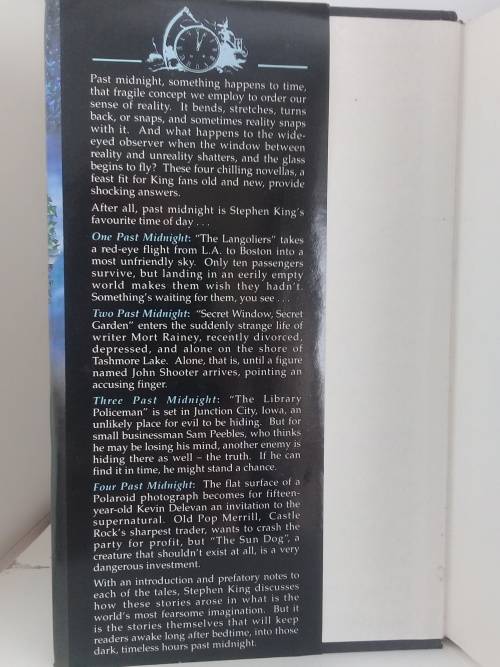 Past midnight, something happens to time,
that fragile concept we employ to order our
sense of reality. It bends, stretches, turns
back, or snaps, and sometimes reality snaps
with it. And what happens to the wide-
eyed observer when the window between
reality and unreality shatters, and the glass
begins to fly? These four chilling novellas, a
feast fit for King fans old and new, provide
shocking answers.
After all, past midnight is Stephen King's
favourite time of day . . .
One Past Midnight: "The Langoliers" takes
a red-eye flight from L.A. to Boston into a
most unfriendly sky. Only ten passengers
survive, but landing in an eerily empty
world makes them wish they hadn't.
Something's waiting for them, you see . . .
Two Past Midnight: "Secret Window, Secret
Garden" enters the suddenly strange life of
writer Mort Rainey, recently divorced,
depressed, and alone on the shore of
Tashmore Lake. Alone, that is, until a figure
named John Shooter arrives, pointing an
accusing finger.
Three Past Midnight: "The Library
Policeman" is set in Junction City, Iowa, an
unlikely place for evil to be hiding. But for
small businessman Sam Peebles, who thinks
he may be losing his mind, another enemy is
hiding there as well – the truth. If he can
find it in time, he might stand a chance.
Four Past Midnight: The flat surface of a
Polaroid photograph becomes for fifteen-
year-old Kevin Delevan an invitation to the
supernatural. Old Pop Merrill, Castle
Rock's sharpest trader, wants to crash the
party for profit, but "The Sun Dog", a
creature that shouldn't exist at all, is a very
dangerous investment.
With an introduction and prefatory notes to
each of the tales, Stephen King discusses
how these stories arose in what is the
world's most fearsome imagination. But it
is the stories themselves that will keep
readers awake long after bedtime, into those
dark, timeless hours past midnight.